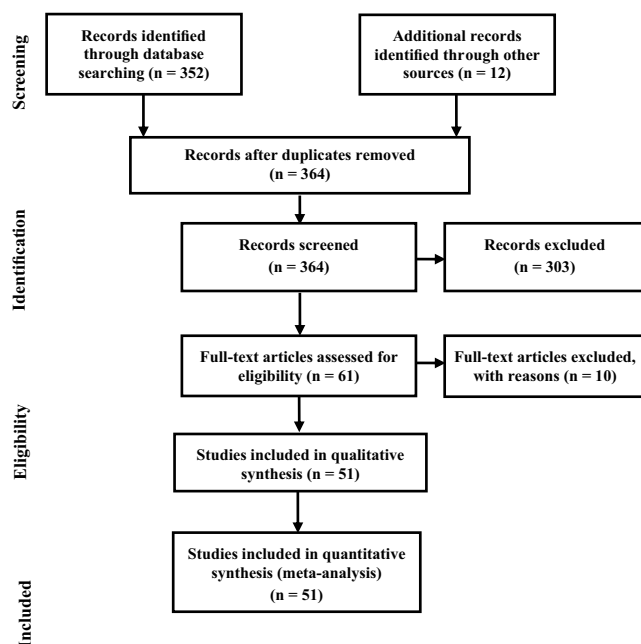 Screening
Records identified
through database
searching (n = 352)
Additional records
identified through other
sources (n = 12)
Records after duplicates removed
(n = 364)
Identification
Records screened
(n = 364)
Records excluded
(n = 303)
Full-text articles assessed for
eligibility (n = 61)
Full-text articles excluded,
with reasons (n = 10)
Eligibility
Studies included in qualitative
synthesis (n = 51)
Studies included in quantitative
synthesis (meta-analysis)
(n = 51)
Included